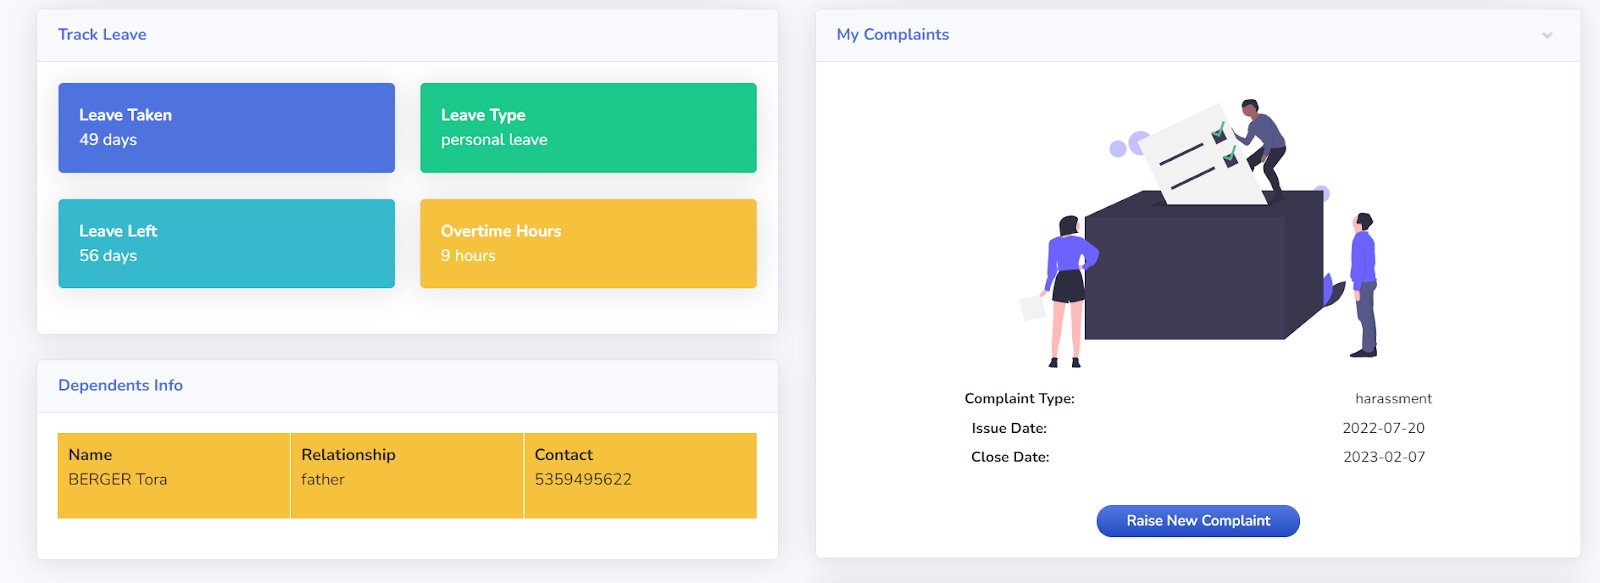 Track Leave
Leave Taken
49 days
Leave Type
personal leave
Leave Left
56 days
Overtime Hours
9 hours
Dependents Info
Name
BERGER Tora
Relationship
father
Contact
5359495622
My Complaints
Complaint Type: harassment
Issue Date: 2022-07-20
Close Date: 2023-02-07
Raise New Complaint